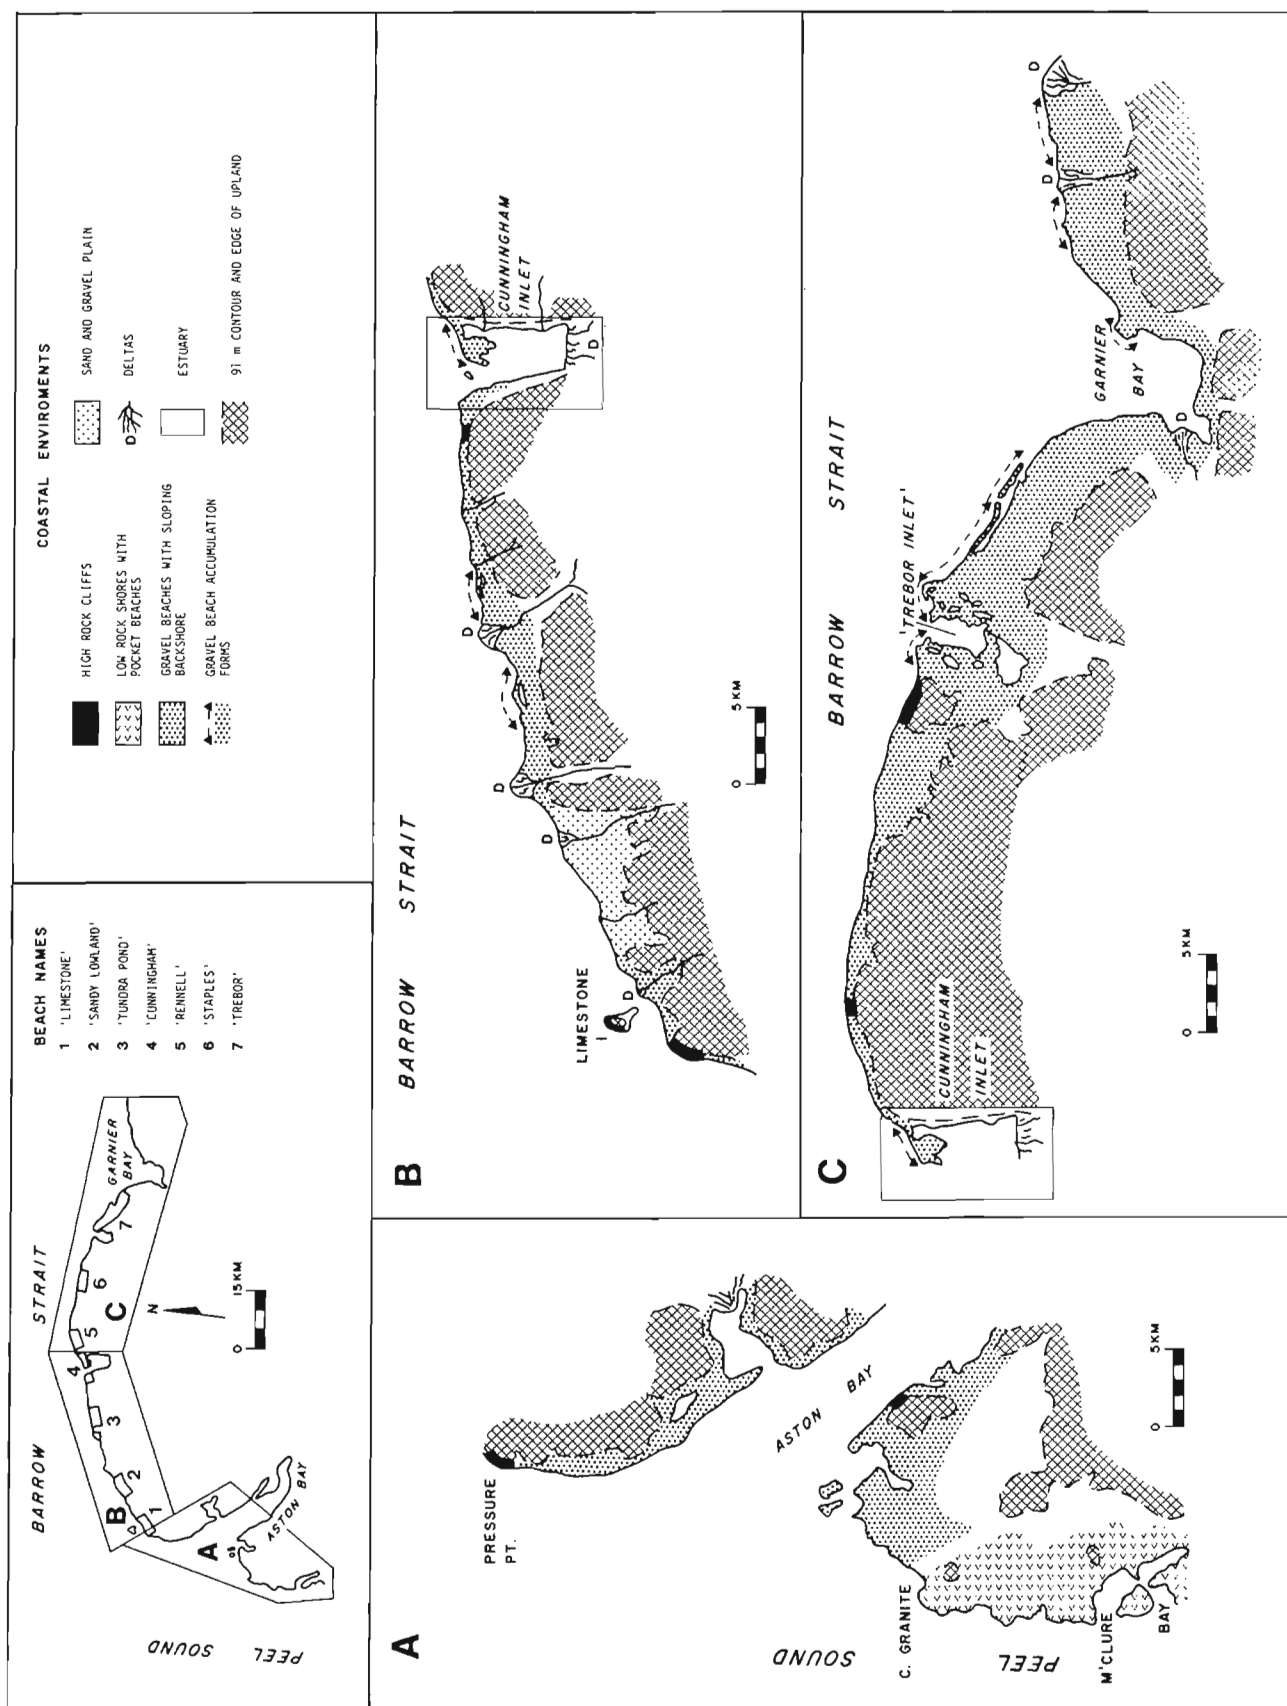 BARROW
STRAIT
PEEL
SOUND
A
B
C
1
2
3
4
5
6
7
ASTON BAY
GARNIER
BAY
N
0 15 KM
BEACH NAMES
1 'LIMESTONE'
2 'SANDY LOWLAND'
3 'TUNDRA POND'
4 'CUNNINGHAM'
5 'RENNELL'
6 'STAPLES'
7 'TREBOR'
COASTAL ENVIROMENTS
HIGH ROCK CLIFFS
LOW ROCK SHORES WITH
POCKET BEACHES
GRAVEL BEACHES WITH SLOPING
BACKSHORE
GRAVEL BEACH ACCUMULATION
FORMS
SAND AND GRAVEL PLAIN
D
DELTAS
ESTUARY
91 m CONTOUR AND EDGE OF UPLAND
A
PRESSURE
PT.
ASTON BAY
C. GRANITE
PEEL
SOUND
M'CLURE
BAY
0 5 KM
B
BARROW STRAIT
LIMESTONE
I
D
D
D
D
D
CUNNINGHAM
INLET
0 5 KM
C
BARROW STRAIT
CUNNINGHAM
INLET
'TREBOR INLET'
GARNIER
BAY
D
D
D
0 5 KM